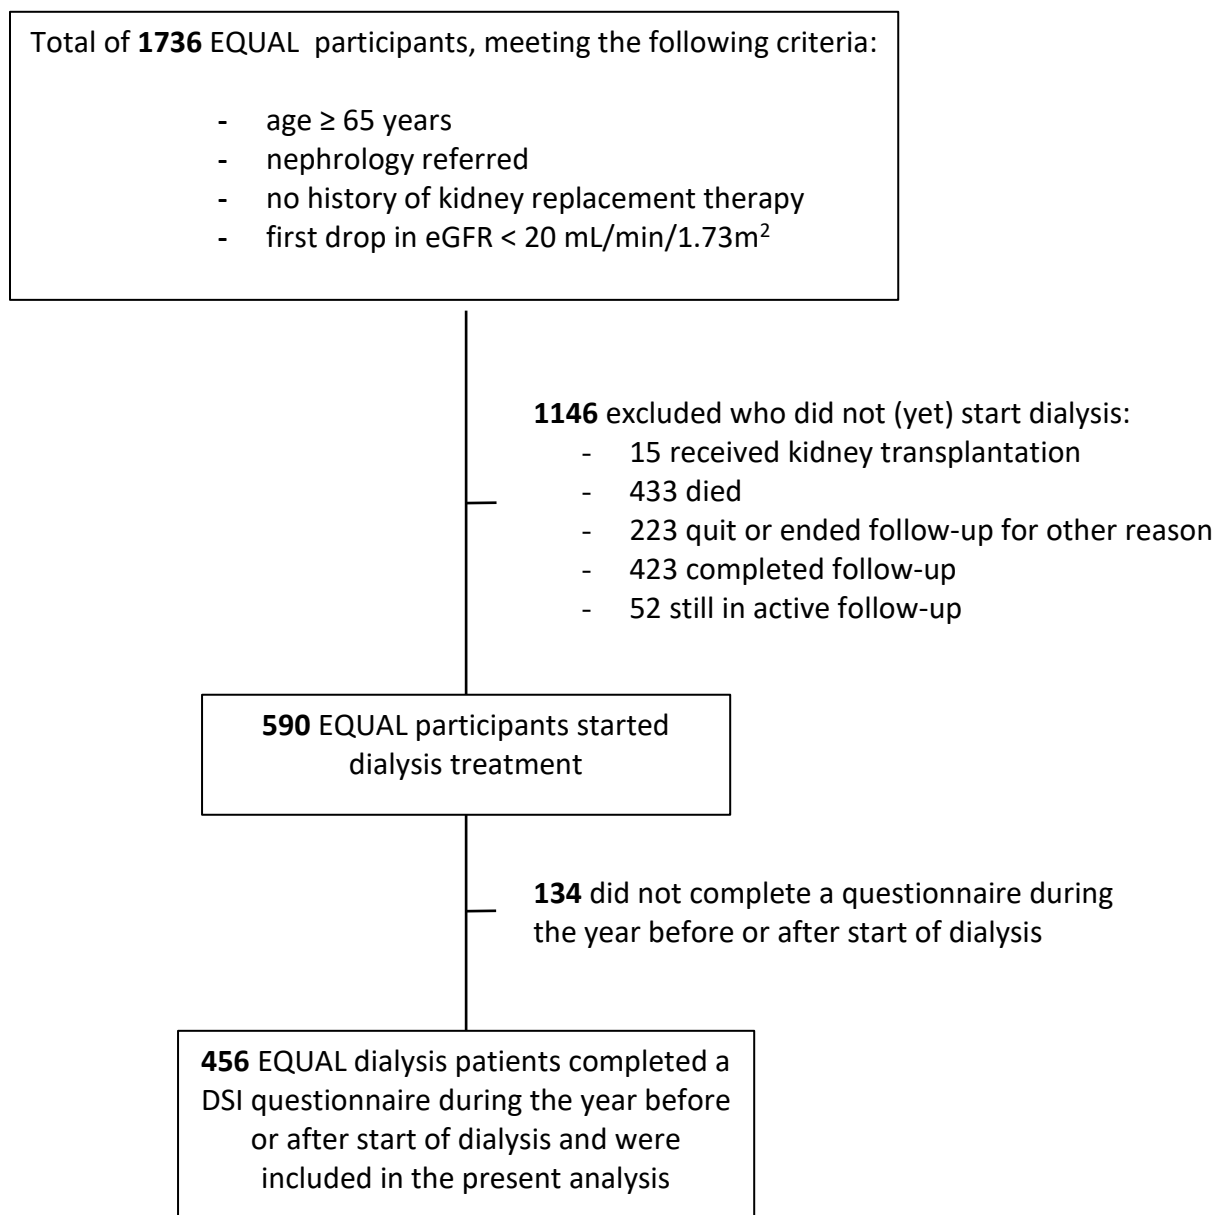 Total of 1736 EQUAL  participants, meeting the following criteria:
- age ≥ 65 years
- nephrology referred
- no history of kidney replacement therapy
- first drop in eGFR < 20 mL/min/1.73m²
1146 excluded who did not (yet) start dialysis:
- 15 received kidney transplantation
- 433 died
- 223 quit or ended follow-up for other reason
- 423 completed follow-up
- 52 still in active follow-up
590 EQUAL participants started
dialysis treatment
134 did not complete a questionnaire during
the year before or after start of dialysis
456 EQUAL dialysis patients completed a
DSI questionnaire during the year before
or after start of dialysis and were
included in the present analysis